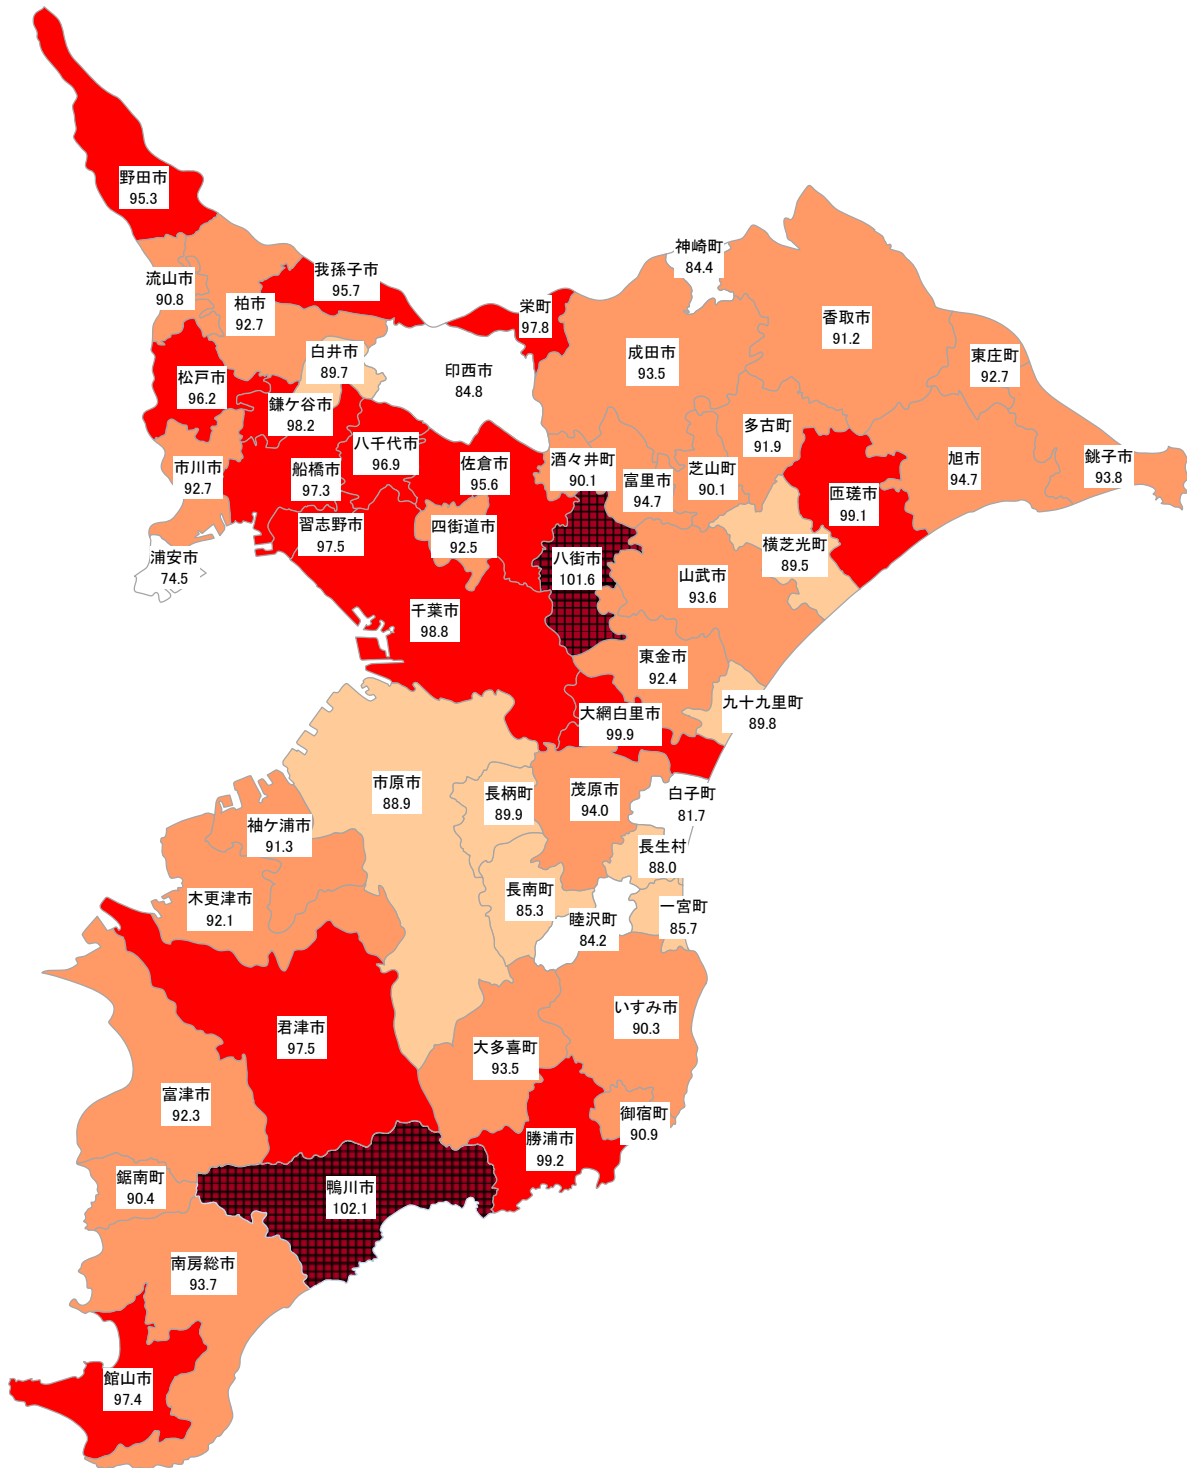 野田市
95.3
流山市
90.8
柏市
92.7
我孫子市
95.7
栄町
97.8
神崎町
84.4
香取市
91.2
東庄町
92.7
成田市
93.5
白井市
89.7
印西市
84.8
松戸市
96.2
鎌ケ谷市
98.2
八千代市
96.9
佐倉市
95.6
酒々井町
90.1
富里市
94.7
芝山町
90.1
多古町
91.9
匝瑳市
99.1
旭市
94.7
銚子市
93.8
市川市
92.7
船橋市
97.3
習志野市
97.5
四街道市
92.5
八街市
101.6
横芝光町
89.5
浦安市
74.5
山武市
93.6
千葉市
98.8
東金市
92.4
九十九里町
89.8
大網白里市
99.9
市原市
88.9
長柄町
89.9
茂原市
94.0
白子町
81.7
袖ケ浦市
91.3
長生村
88.0
木更津市
92.1
長南町
85.3
睦沢町
84.2
一宮町
85.7
君津市
97.5
大多喜町
93.5
いすみ市
90.3
富津市
92.3
勝浦市
99.2
御宿町
90.9
鋸南町
90.4
鴨川市
102.1
南房総市
93.7
館山市
97.4